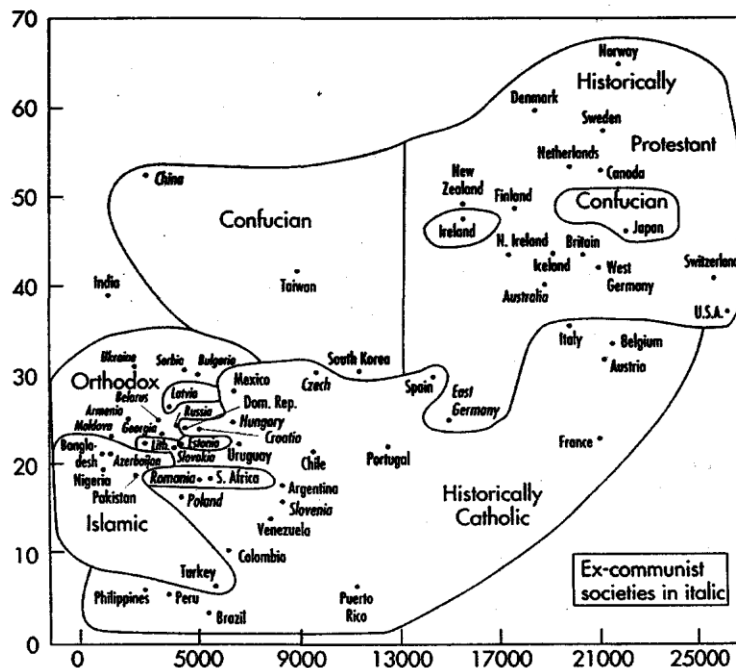 70
60
50
40
30
20
10
0
Norway
Historically
Denmark
Sweden
Protestant
Netherlands
Canada
New
Zealand
Finland
Confucian
Ireland
Japan
China
Confucian
N. Ireland
Iceland
Britain
West
Germany
Switzerland
Taiwan
India
Australia
U.S.A.
Italy
Belgium
Austria
Ukraine
Serbia
Bulgaria
Orthodox
Mexico
Czech
South Korea
Spain
East
Germany
Belarus
Latvia
Russia
Dom. Rep.
Armenia
Georgia
Hungary
Croatia
Moldova
Lith.
Estonia
Slovakia
Uruguay
Bangla-
desh
Azerbaijan
Chile
Portugal
France
Nigeria
Pakistan
Romania
S. Africa
Poland
Argentina
Slovenia
Venezuela
Historically
Catholic
Islamic
Colombia
Turkey
Philippines
Peru
Brazil
Puerto
Rico
Ex-communist
societies in italic
0
5000
9000
13000
17000
21000
25000